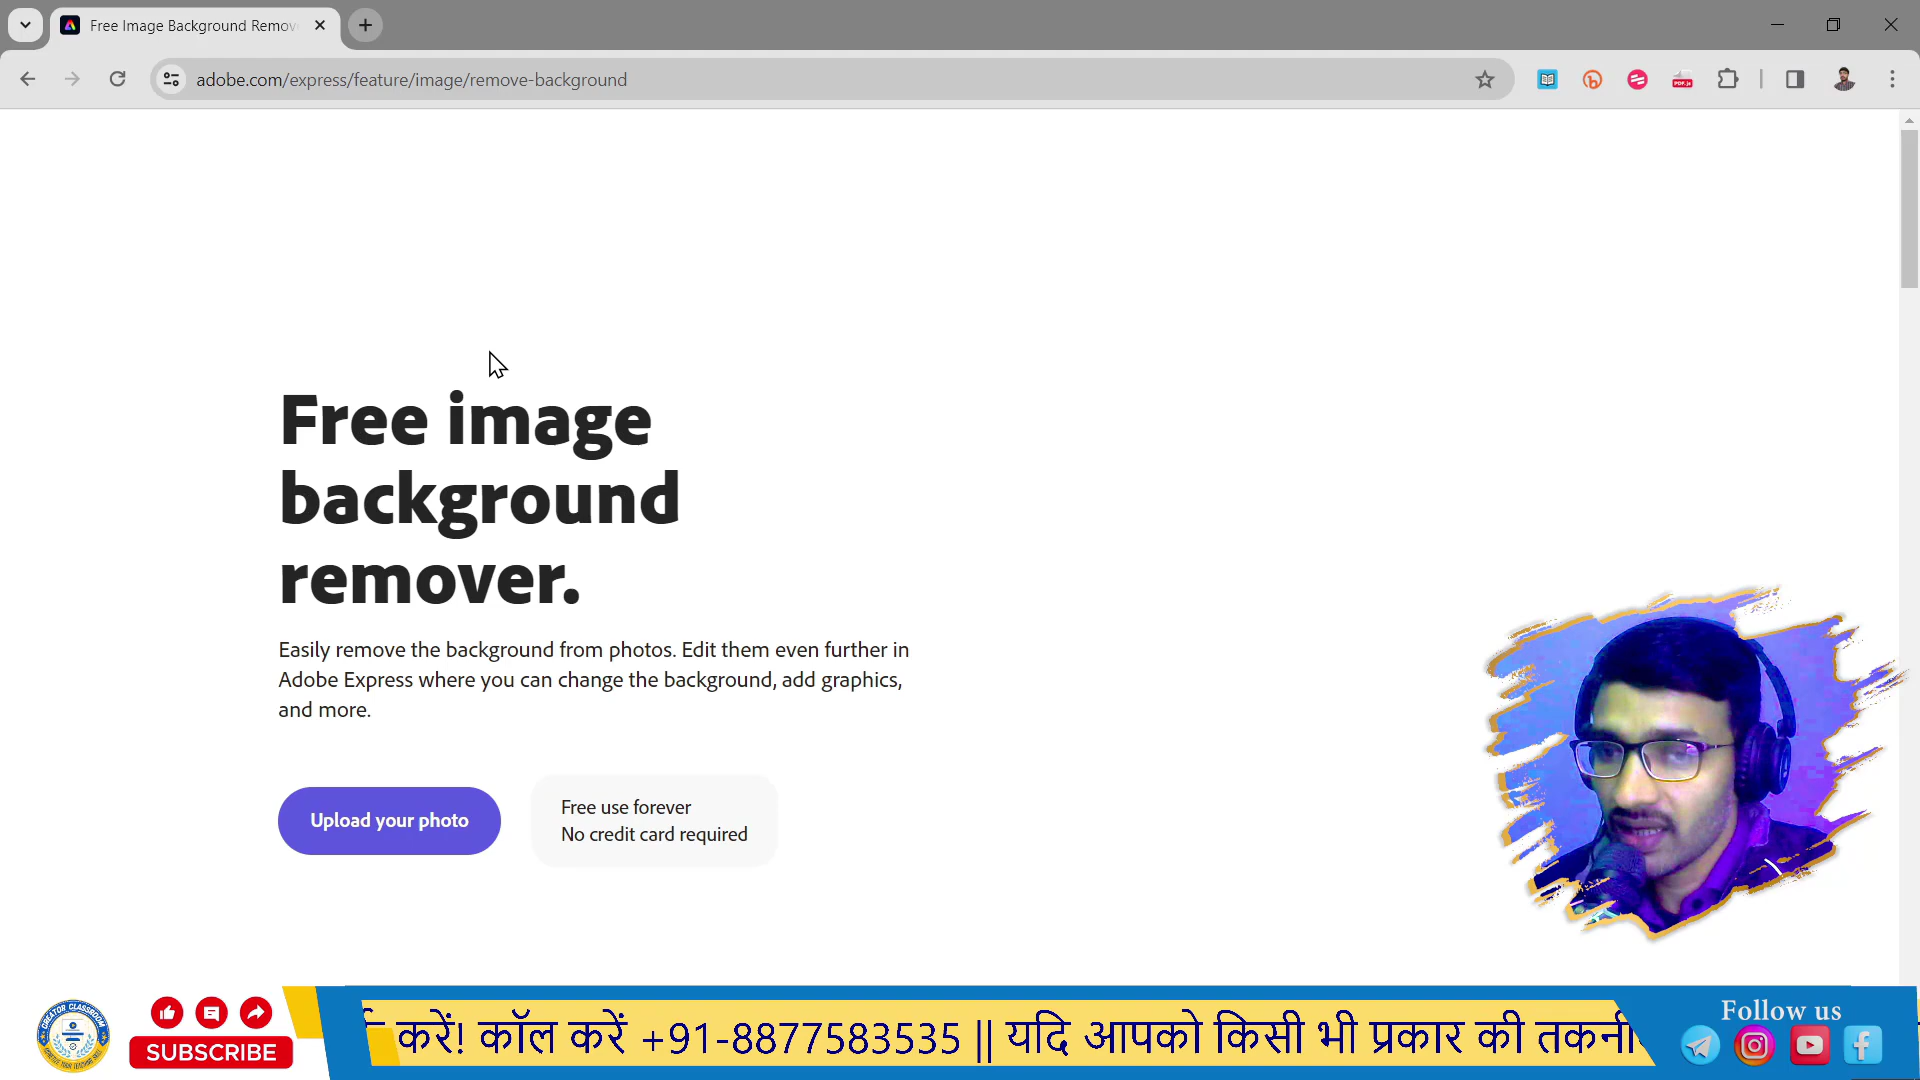 Free Image Background Remov
adobe.com/express/feature/image/remove-background
Free image
background
remover.
Easily remove the background from photos. Edit them even further in
Adobe Express where you can change the background, add graphics,
and more.
Upload your photo
Free use forever
No credit card required
CREATOR CLASSROOM
SUBSCRIBE
करें! कॉल करें +91-8877583535 || यदि आपको किसी भी प्रकार की
Follow us